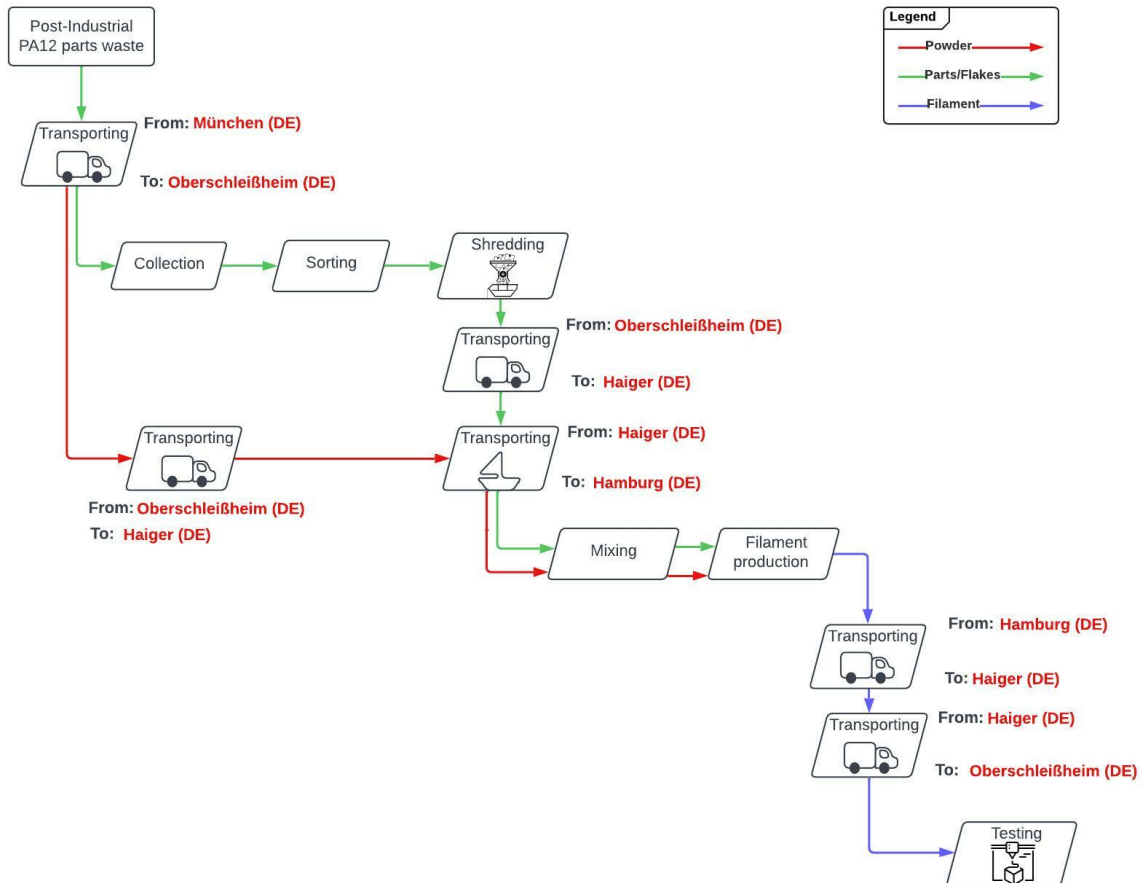 Post-Industrial
PA12 parts waste
Legend
Powder
Parts/Flakes
Filament
Transporting
From: München (DE)
To: Oberschleißheim (DE)
Collection
Sorting
Shredding
Transporting
From: Oberschleißheim (DE)
To: Haiger (DE)
Transporting
From: Haiger (DE)
To: Hamburg (DE)
Transporting
From: Oberschleißheim (DE)
To: Haiger (DE)
Mixing
Filament
production
Transporting
From: Hamburg (DE)
To: Haiger (DE)
Transporting
From: Haiger (DE)
To: Oberschleißheim (DE)
Testing